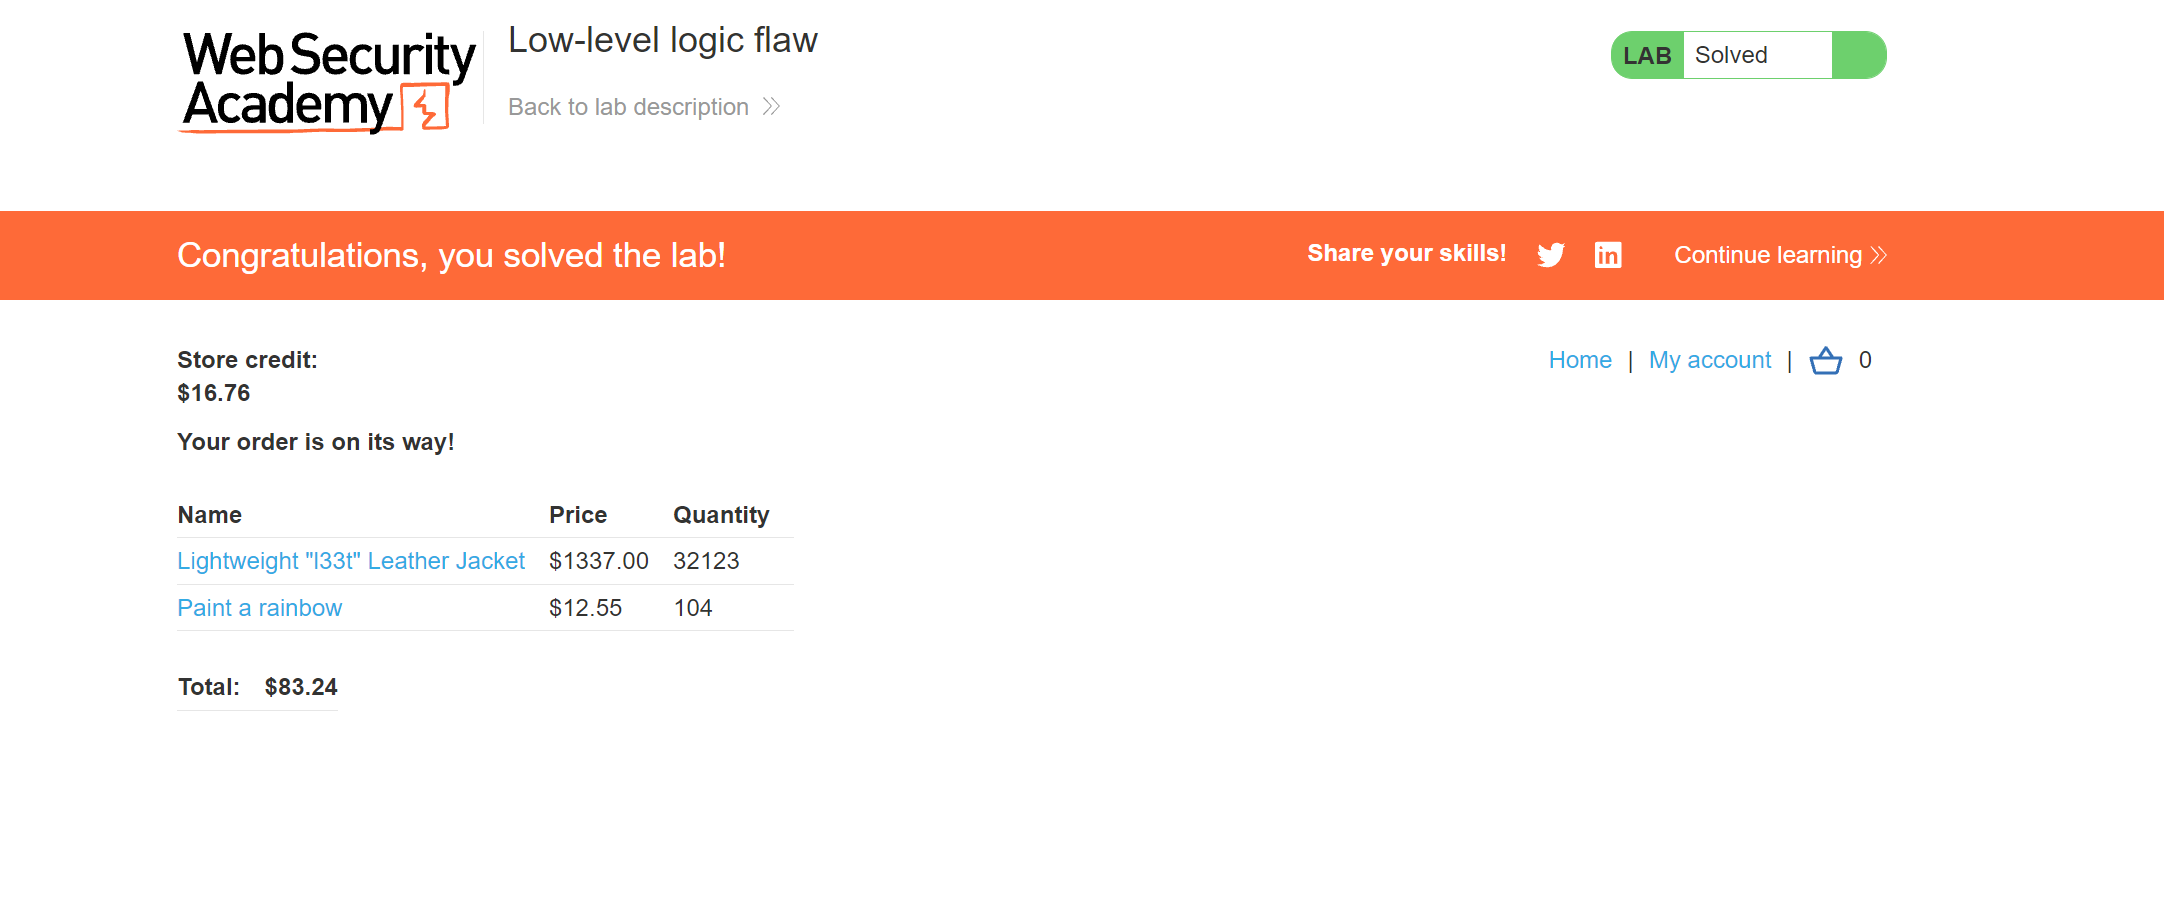 Web Security
Academy
Low-level logic flaw
Back to lab description
LAB Solved
Congratulations, you solved the lab!
Share your skills!
Continue learning
Store credit:
$16.76
Home | My account | 0
Your order is on its way!
Name Price Quantity
Lightweight "l33t" Leather Jacket $1337.00 32123
Paint a rainbow $12.55 104
Total: $83.24